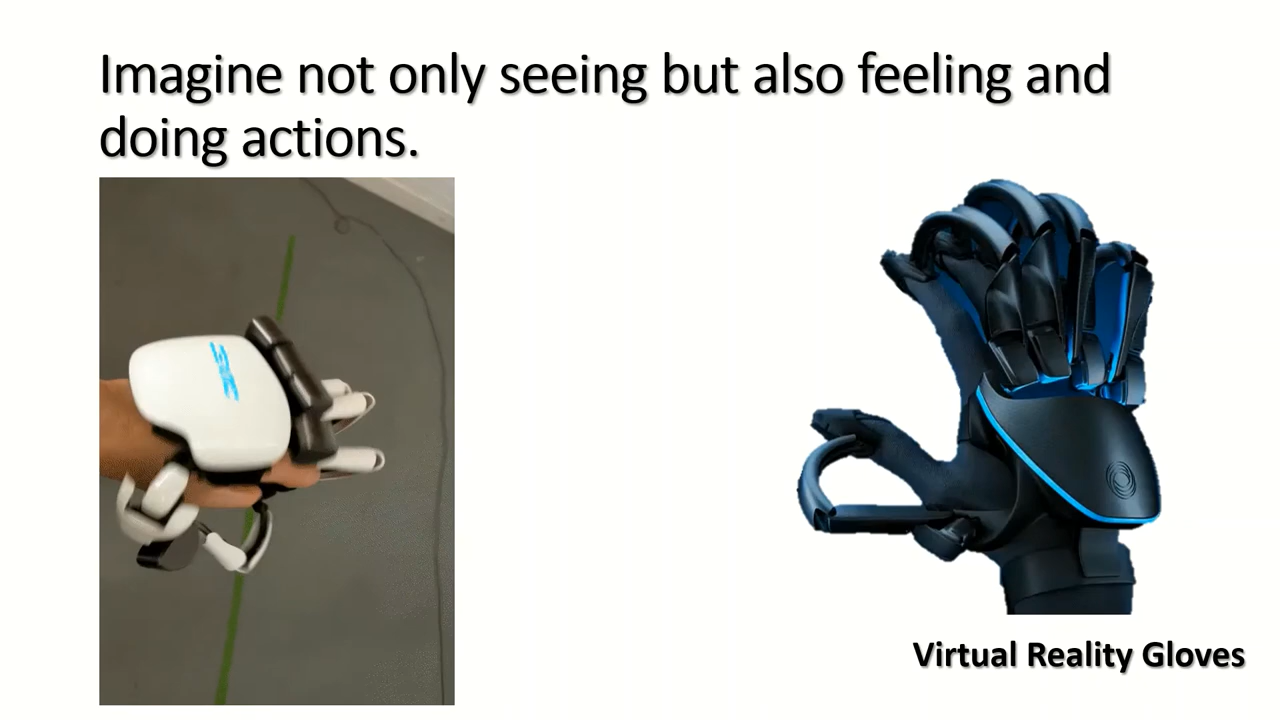 Imagine not only seeing but also feeling and
doing actions.
Virtual Reality Gloves